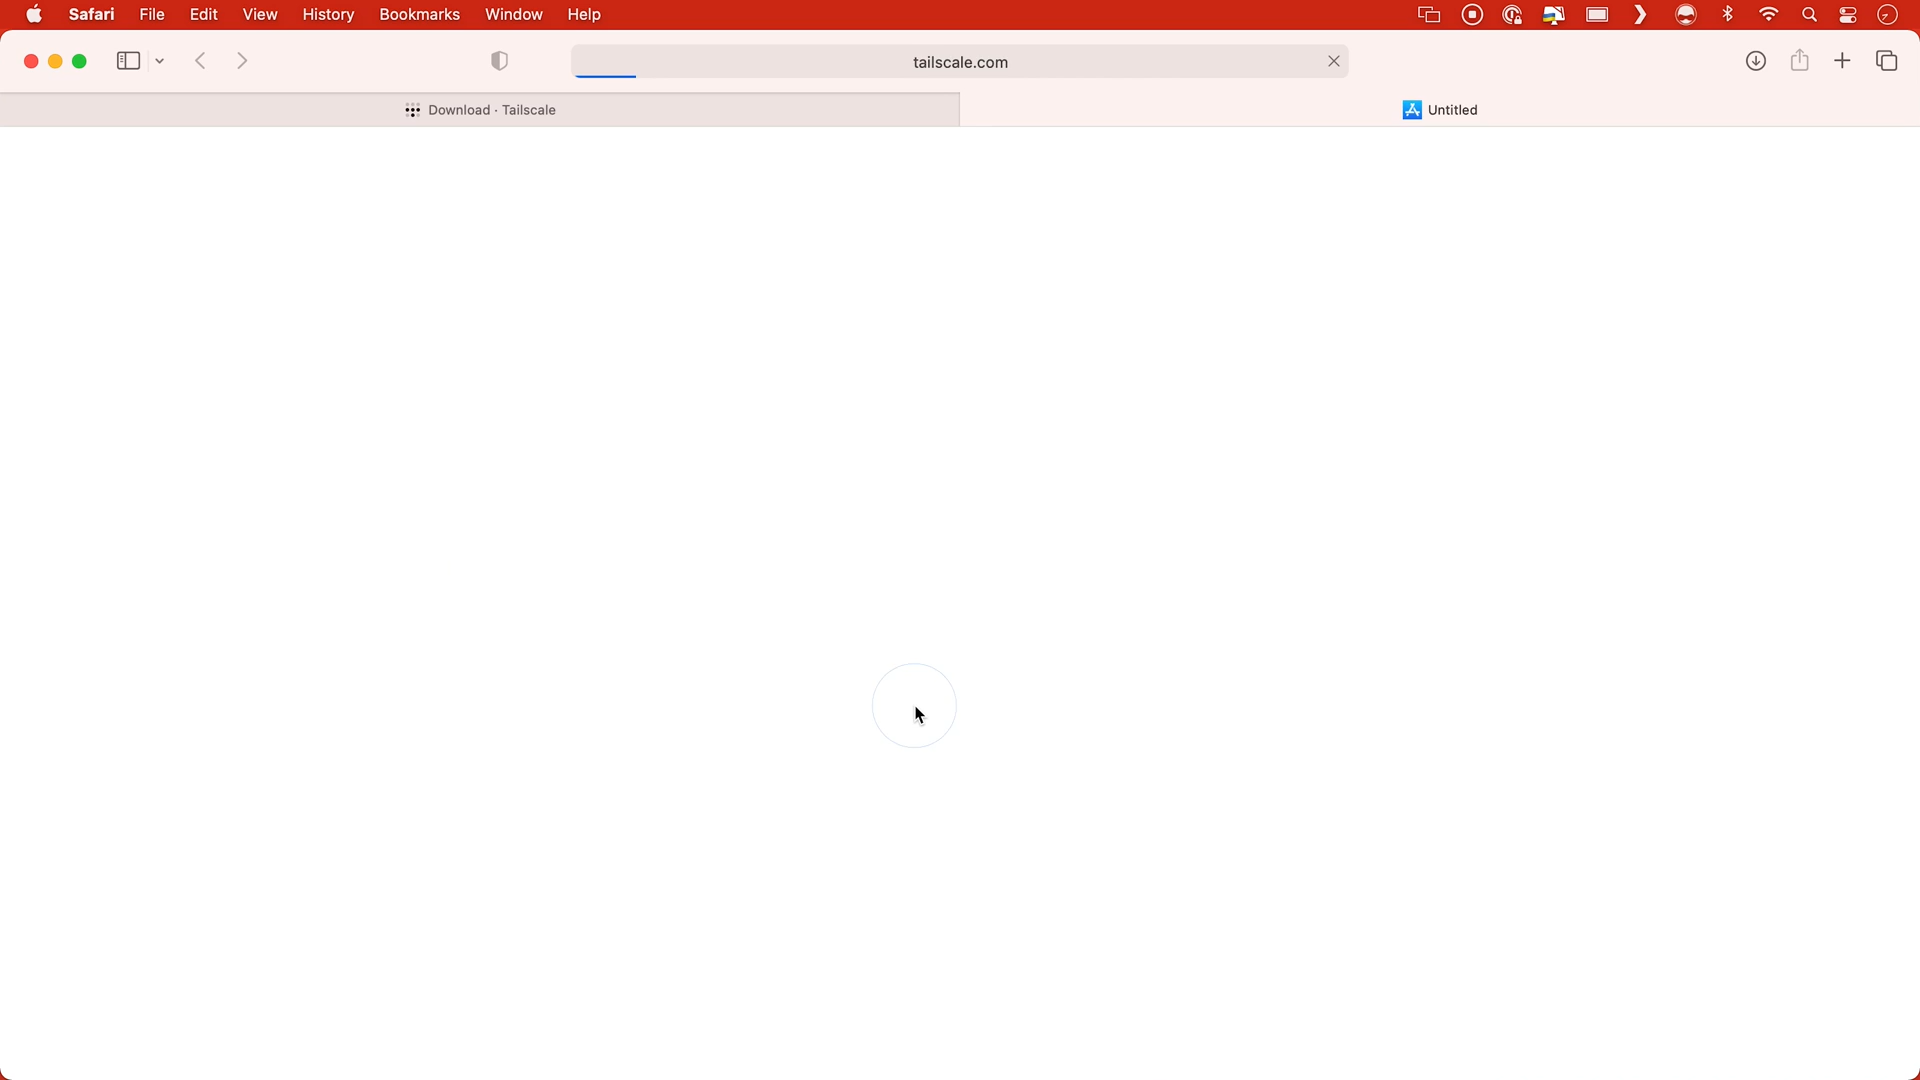 Safari File Edit View History Bookmarks Window Help
tailscale.com
Download · Tailscale
Untitled